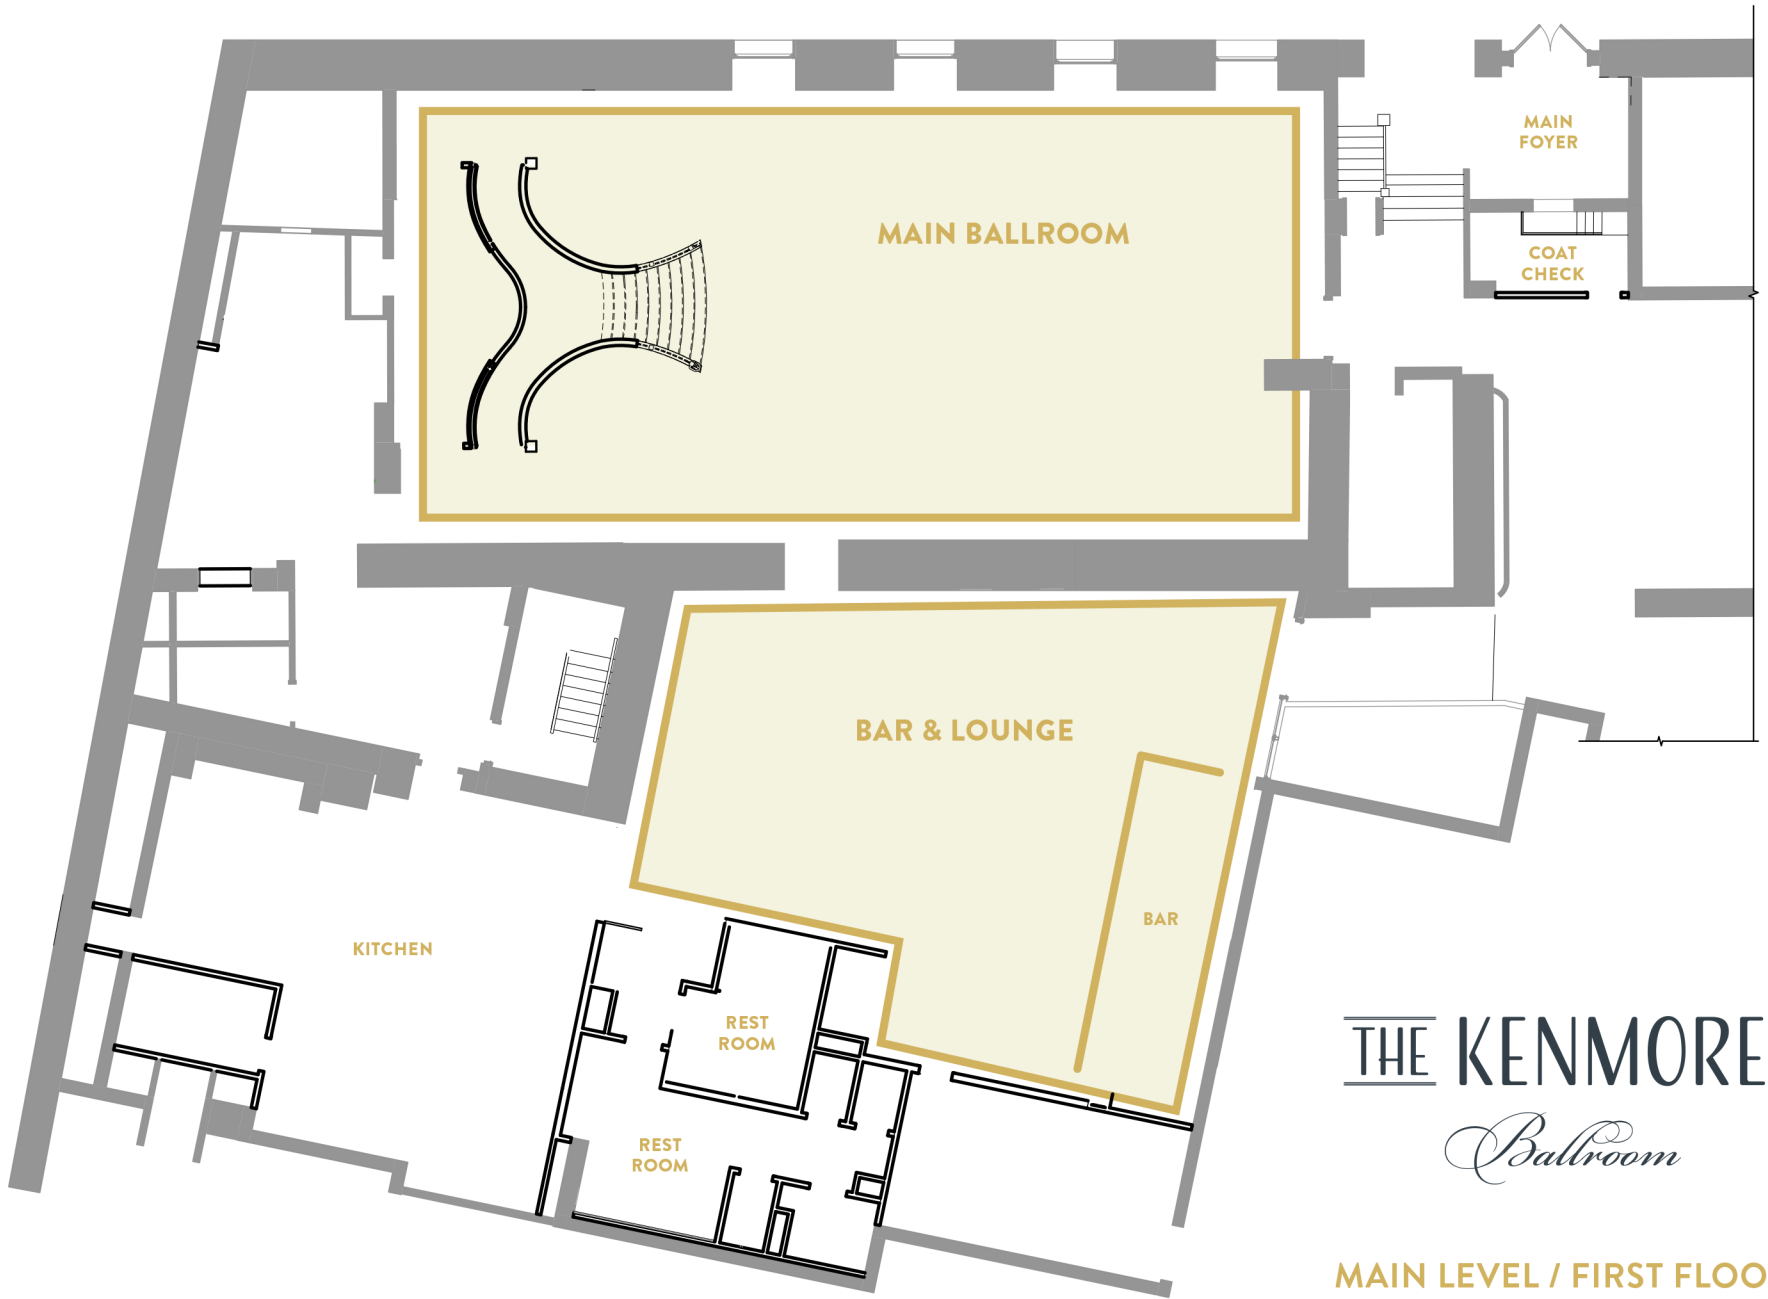 MAIN
FOYER
MAIN BALLROOM
COAT
CHECK
BAR & LOUNGE
BAR
KITCHEN
REST
ROOM
REST
ROOM
THE KENMORE
Ballroom
MAIN LEVEL / FIRST FLOO